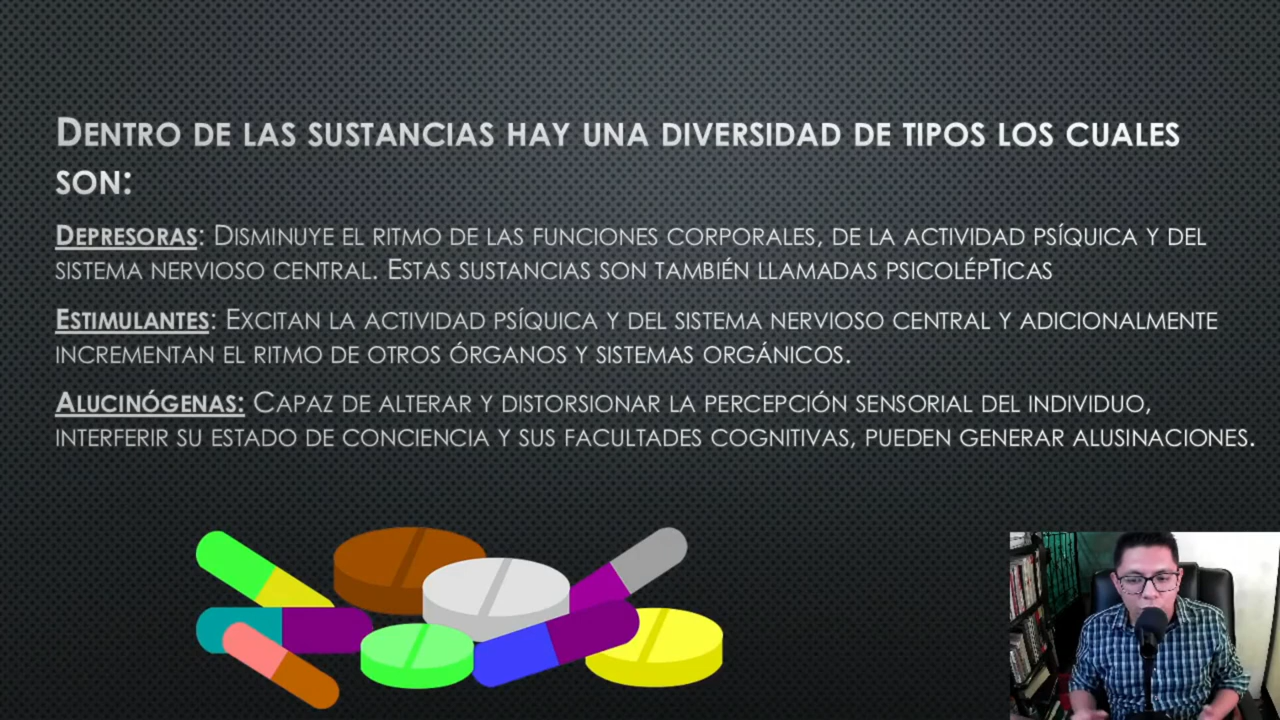 Dentro de las sustancias hay una diversidad de tipos los cuales
son:
Depresoras: Disminuye el ritmo de las funciones corporales, de la actividad psíquica y del
sistema nervioso central. Estas sustancias son también llamadas psicolépTicas
Estimulantes: Excitan la actividad psíquica y del sistema nervioso central y adicionalmente
incrementan el ritmo de otros órganos y sistemas orgánicos.
Alucinógenas: Capaz de alterar y distorsionar la percepción sensorial del individuo,
interferir su estado de conciencia y sus facultades cognitivas, pueden generar alusinaciones.